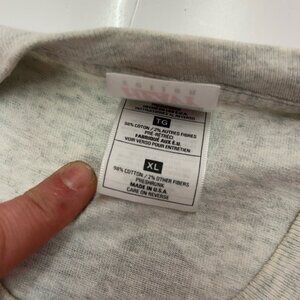 TG
98% COTON / 2% AUTRES FIBRES
PRÉ-RÉTRÉCI
FABRIQUÉ AUX É.U.
VOIR VERSO POUR ENTRETIEN
XL
98% COTTON / 2% OTHER FIBERS
PRESHRUNK
MADE IN U.S.A.
CARE ON REVERSE